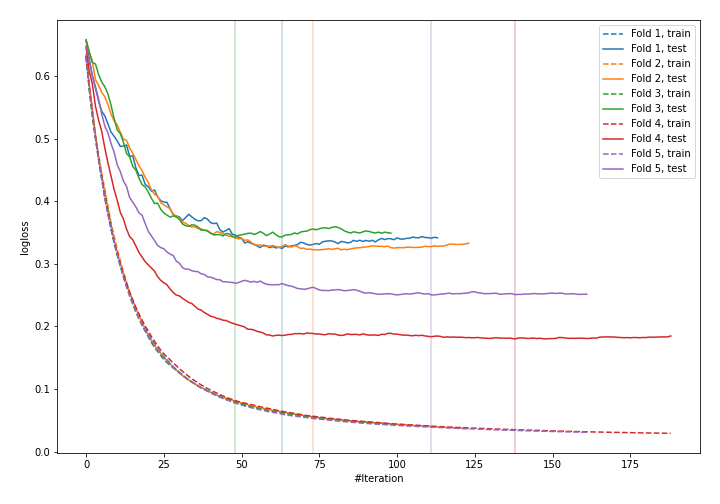 Fold 1, train
Fold 1, test
Fold 2, train
Fold 2, test
Fold 3, train
Fold 3, test
Fold 4, train
Fold 4, test
Fold 5, train
Fold 5, test
logloss
0.6
0.5
0.4
0.3
0.2
0.1
0.0
0 25 50 75 100 125 150 175
#Iteration